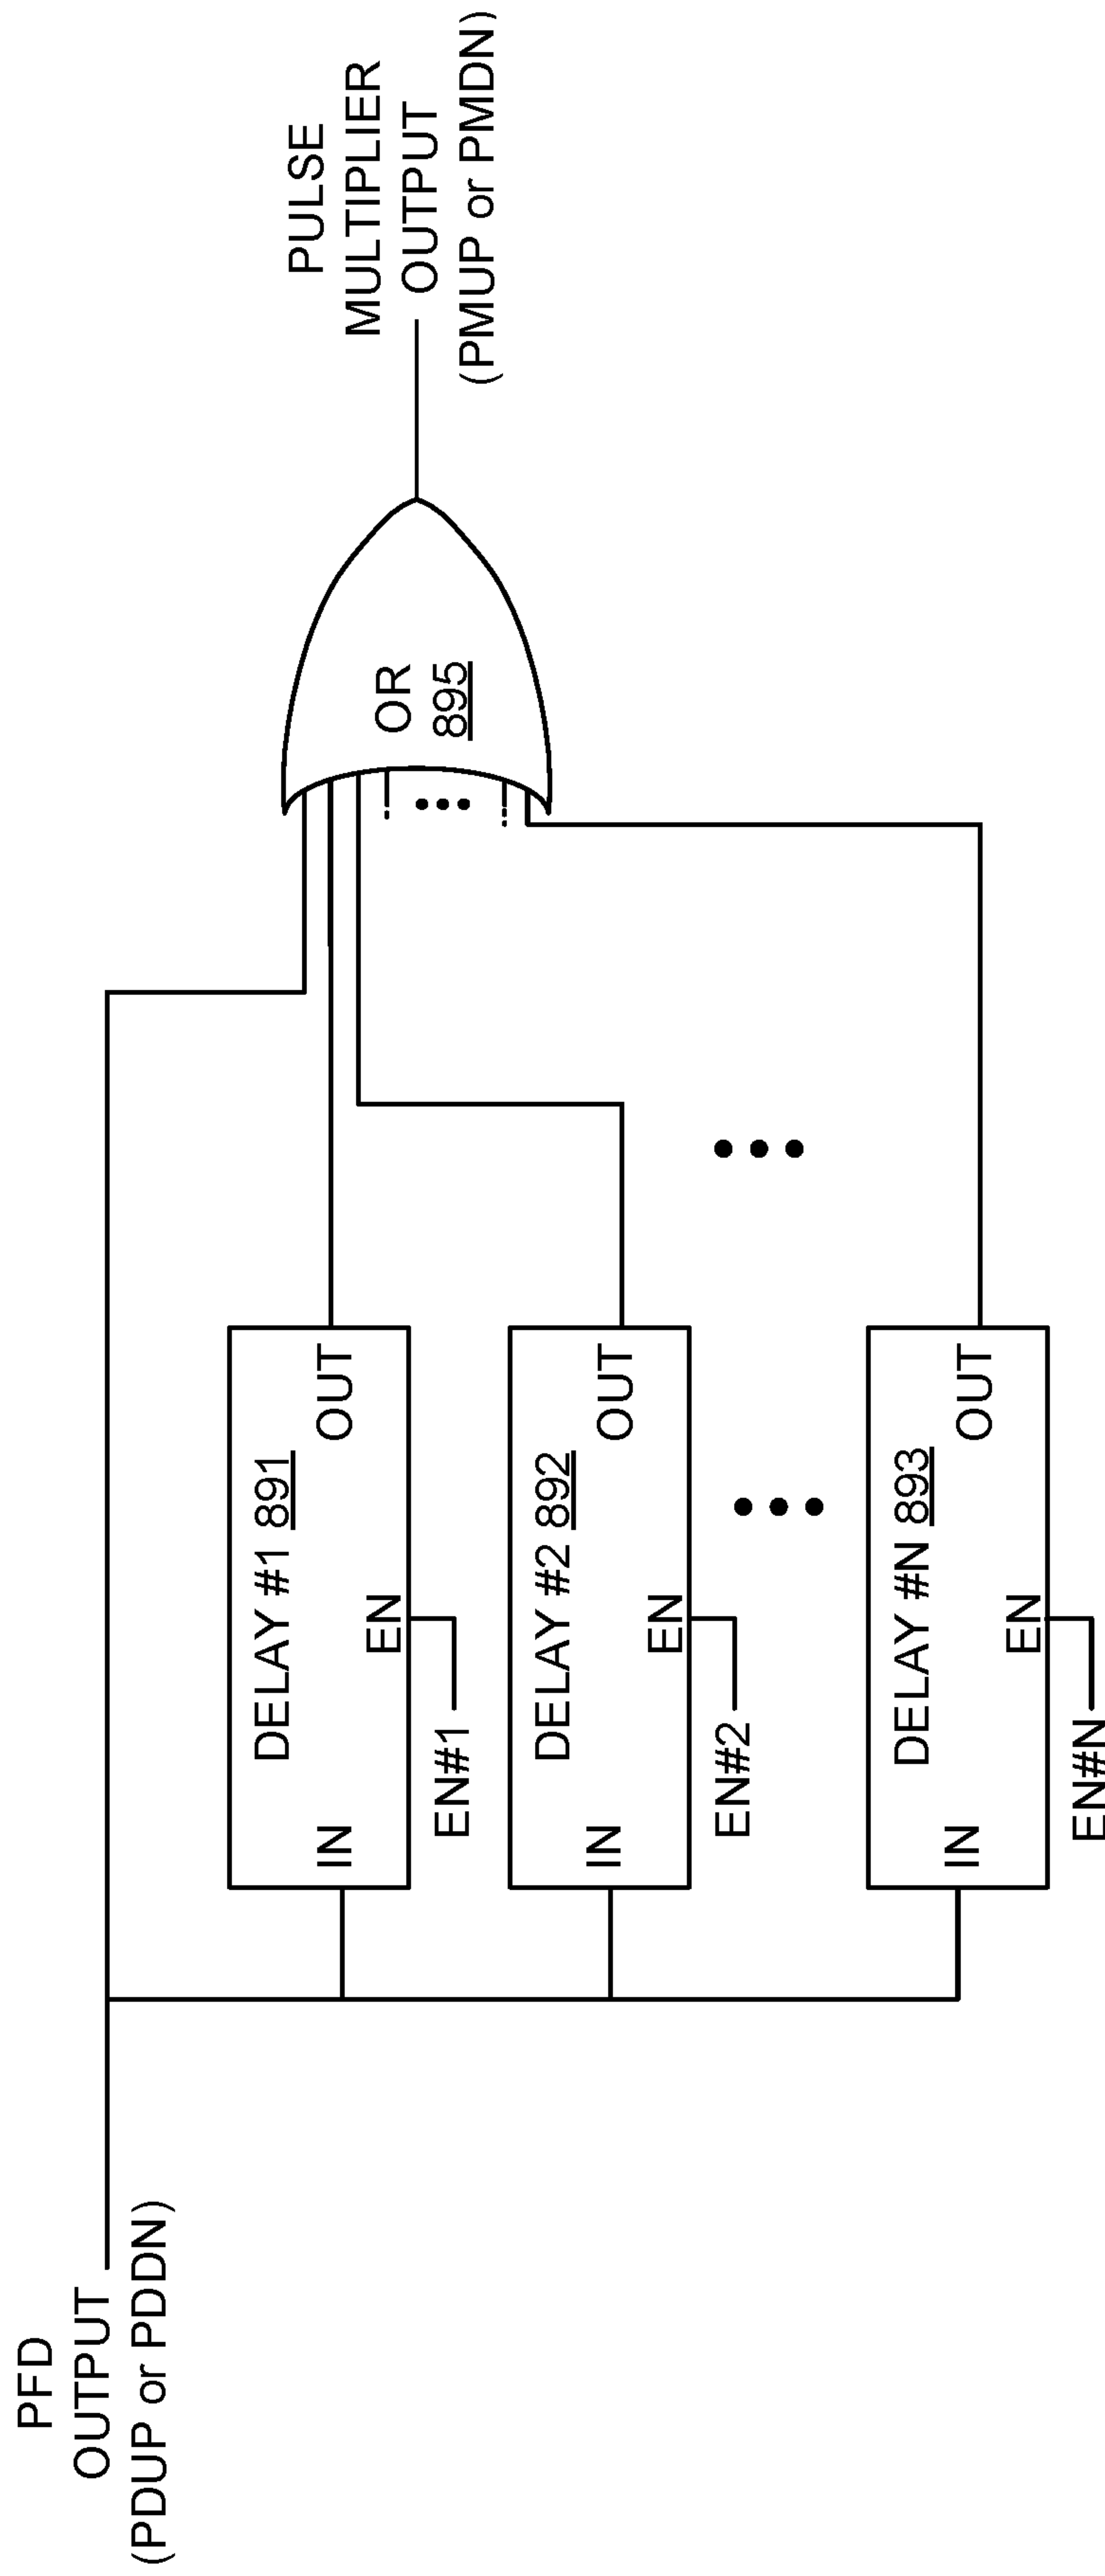 PFD
OUTPUT
(PDUP or PDDN)
DELAY #1 891
IN
OUT
EN
EN#1
DELAY #2 892
IN
OUT
EN
EN#2
DELAY #N 893
IN
OUT
EN
EN#N
OR
895
PULSE
MULTIPLIER
OUTPUT
(PMUP or PMDN)